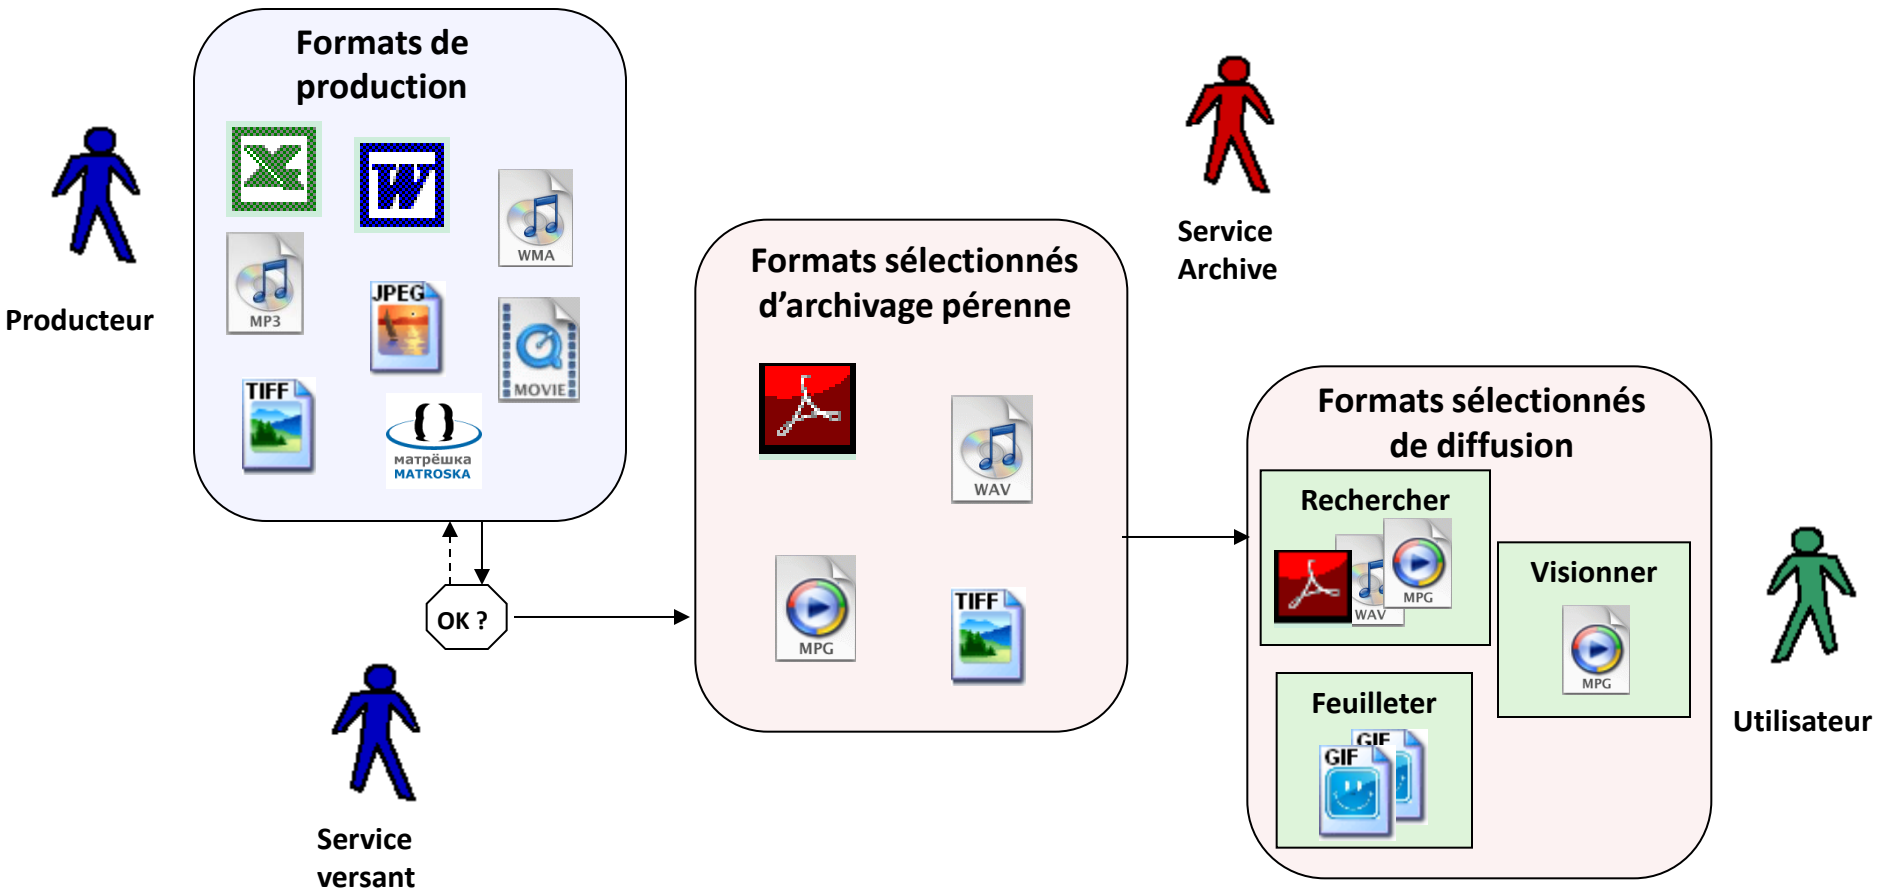 Formats de
production
WMA
MP3
JPEG
MOVIE
TIFF
матрёшка
MATROSKA
Producteur
OK ?
Service
versant
Formats sélectionnés
d’archivage pérenne
WAV
MPG
TIFF
Service
Archive
Formats sélectionnés
de diffusion
Rechercher
WAV
MPG
Visionner
MPG
Feuilleter
GIF
GIF
Utilisateur